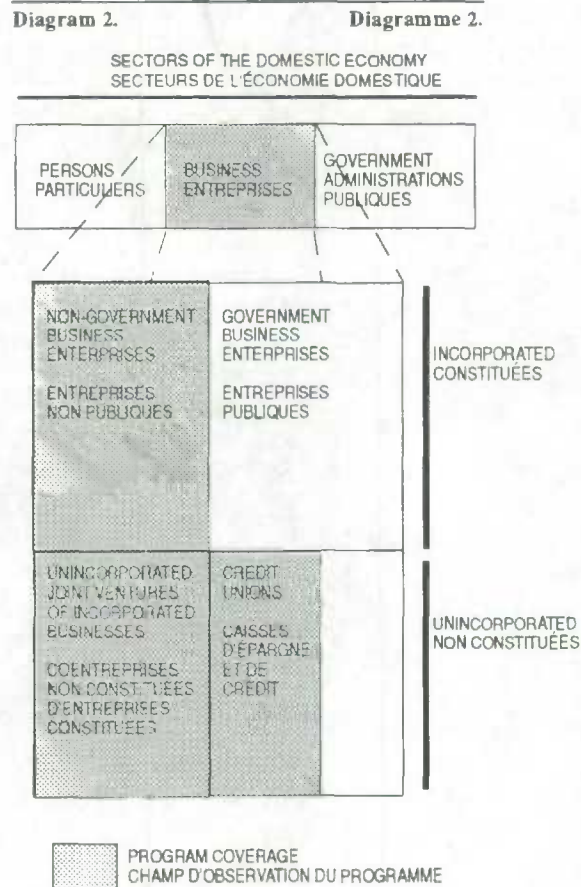 Diagram 2. Diagramme 2.
SECTORS OF THE DOMESTIC ECONOMY
SECTEURS DE L'ÉCONOMIE DOMESTIQUE
PERSONS
PARTICULIERS
BUSINESS
ENTREPRISES
GOVERNMENT
ADMINISTRATIONS
PUBLIQUES
NON-GOVERNMENT
BUSINESS
ENTERPRISES
ENTREPRISES
NON PUBLIQUES
GOVERNMENT
BUSINESS
ENTERPRISES
ENTREPRISES
PUBLIQUES
INCORPORATED
CONSTITUÉES
UNINCORPORATED
JOINT VENTURES
OF INCORPORATED
BUSINESSES
COENTREPRISES
NON CONSTITUÉES
D'ENTREPRISES
CONSTITUÉES
CREDIT
UNIONS
CAISSES
D'ÉPARGNE
ET DE
CRÉDIT
UNINCORPORATED
NON CONSTITUÉES
PROGRAM COVERAGE
CHAMP D'OBSERVATION DU PROGRAMME